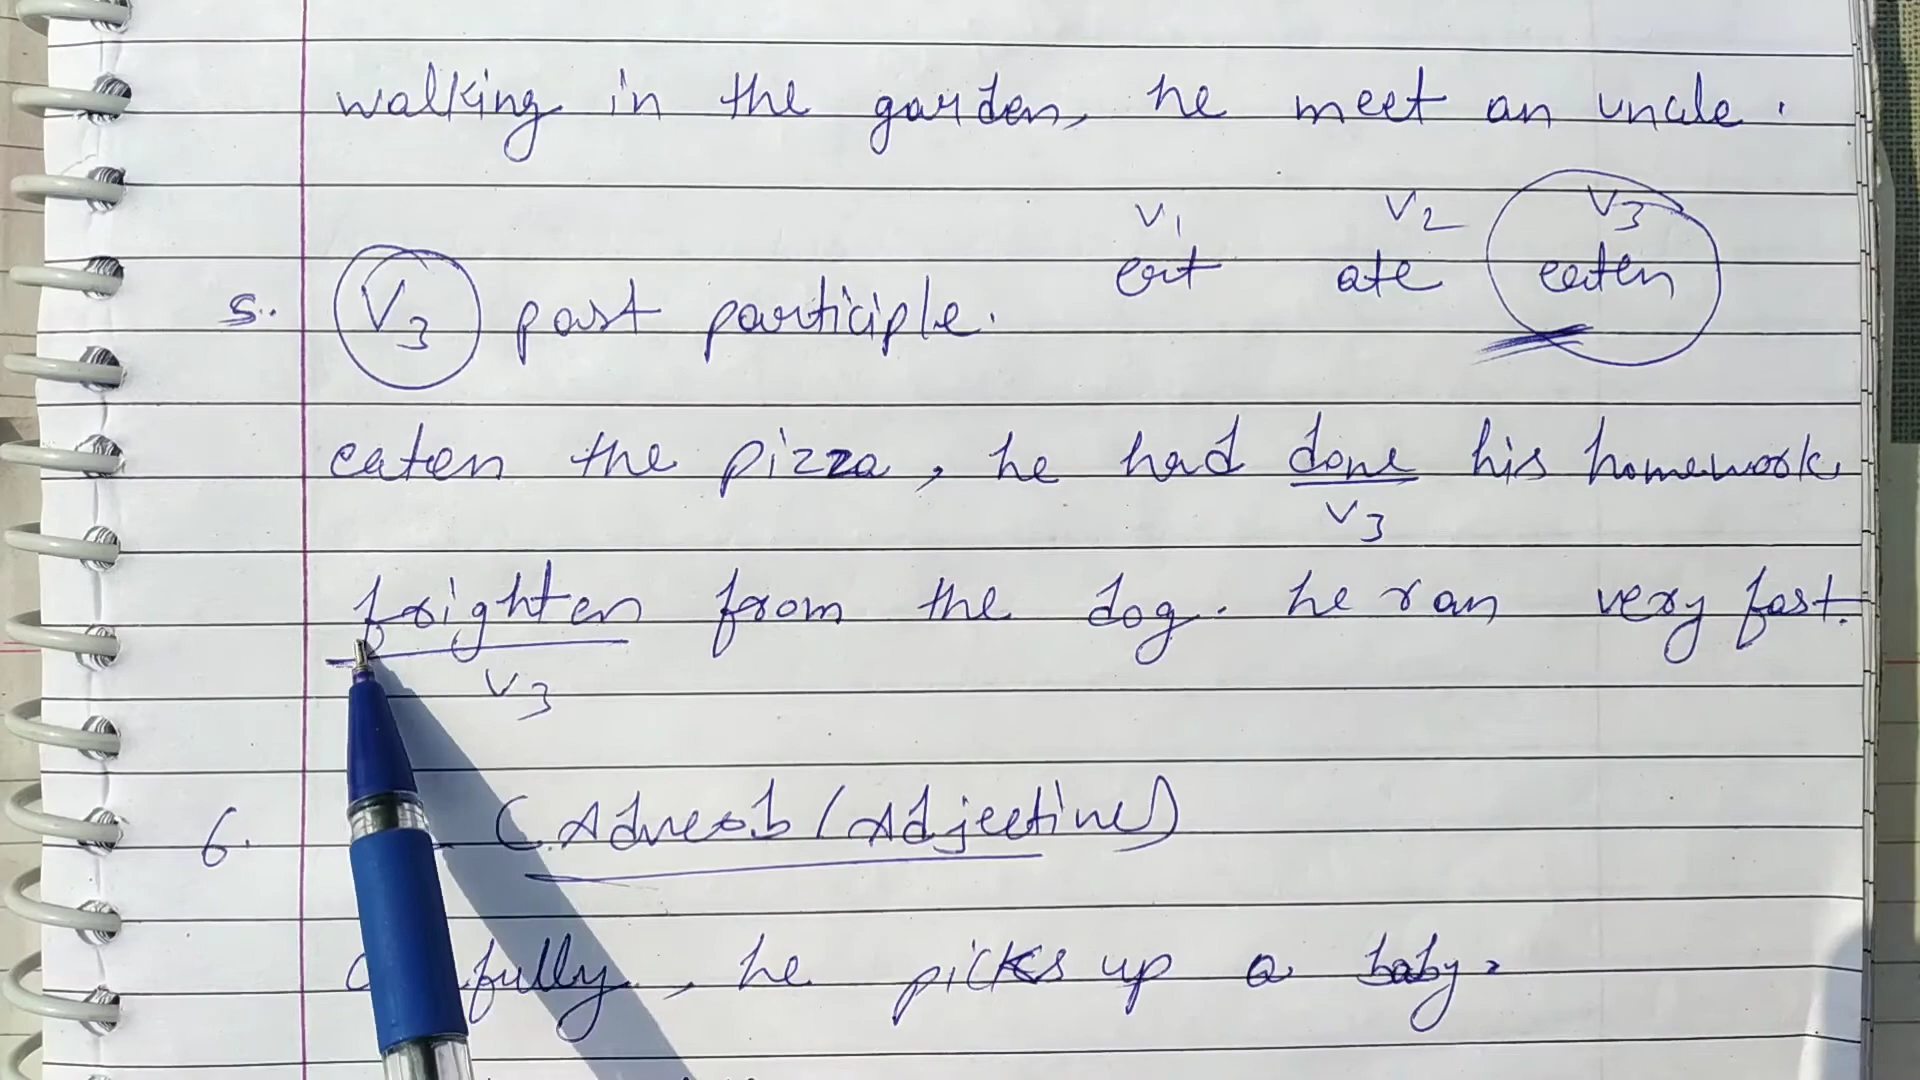 walking in the garden, he meet an uncle.
V1 V2 V3
eat ate eaten
5. V3 past participle.
eaten the pizza, he had done his homework.
V3
frighten from the dog. he ran very fast.
V3
6. (Adverb (Adjective)
fully, he picks up a baby.